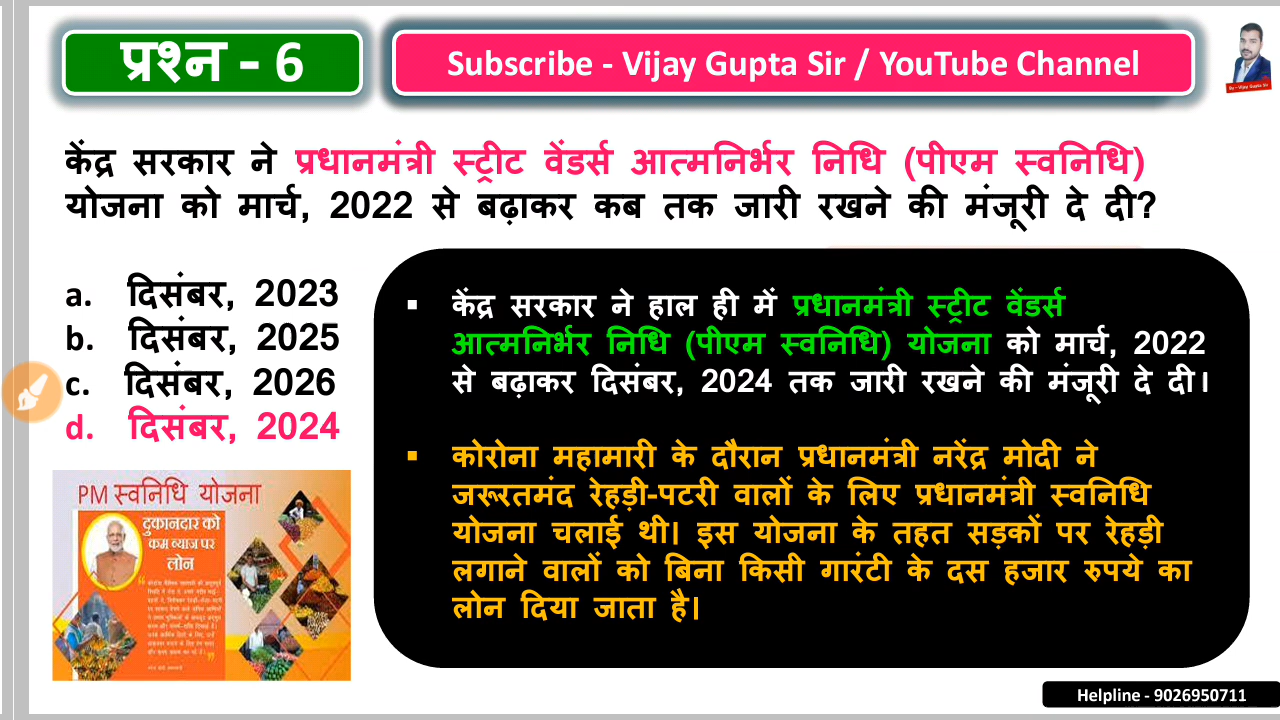 प्रश्न - 6
Subscribe - Vijay Gupta Sir / YouTube Channel
By - Vijay Gupta Sir
केंद्र सरकार ने प्रधानमंत्री स्ट्रीट वेंडर्स आत्मनिर्भर निधि (पीएम स्वनिधि)
योजना को मार्च, 2022 से बढ़ाकर कब तक जारी रखने की मंजूरी दे दी?
a. दिसंबर, 2023
b. दिसंबर, 2025
c. दिसंबर, 2026
d. दिसंबर, 2024
▪ केंद्र सरकार ने हाल ही में प्रधानमंत्री स्ट्रीट वेंडर्स
आत्मनिर्भर निधि (पीएम स्वनिधि) योजना को मार्च, 2022
से बढ़ाकर दिसंबर, 2024 तक जारी रखने की मंजूरी दे दी।
▪ कोरोना महामारी के दौरान प्रधानमंत्री नरेंद्र मोदी ने
जरूरतमंद रेहड़ी-पटरी वालों के लिए प्रधानमंत्री स्वनिधि
योजना चलाई थी। इस योजना के तहत सड़कों पर रेहड़ी
लगाने वालों को बिना किसी गारंटी के दस हजार रुपये का
लोन दिया जाता है।
PM स्वनिधि योजना
दुकानदार को
कम ब्याज पर
लोन
Helpline - 9026950711